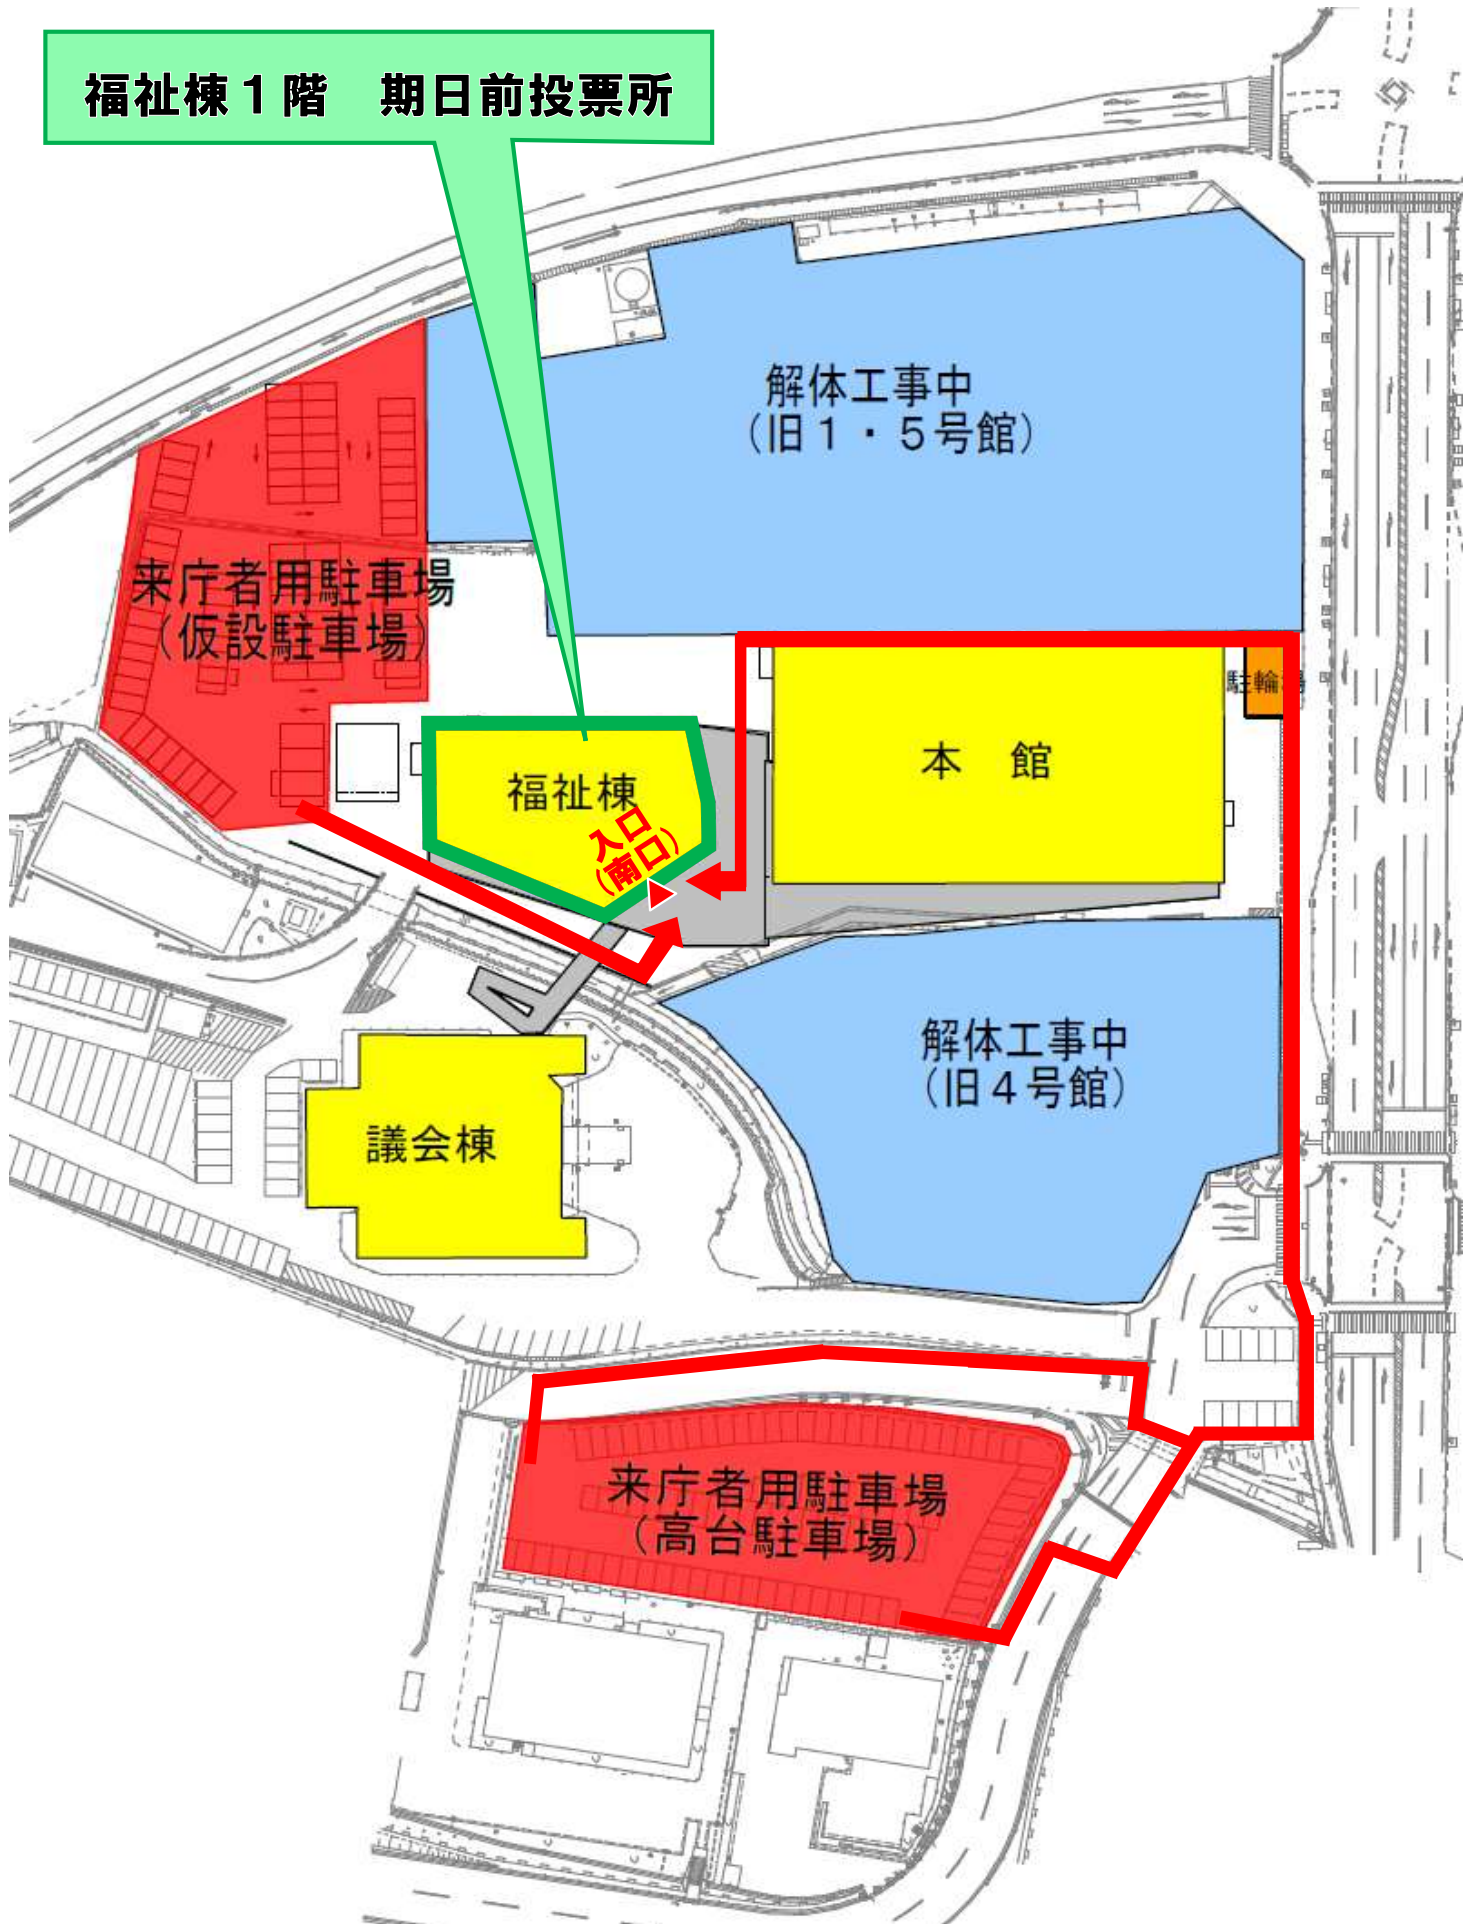 福祉棟１階　期日前投票所
解体工事中
（旧１・５号館）
来庁者用駐車場
（仮設駐車場）
駐輪場
本　館
福祉棟
入口
（南口）
解体工事中
（旧４号館）
議会棟
来庁者用駐車場
（高台駐車場）